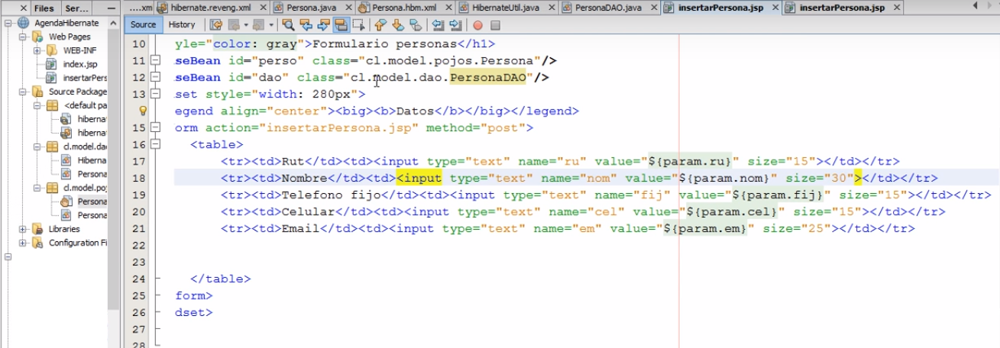 Files Ser...
....xm hibernate.reveng.xml Persona.java Persona.hbm.xml HibernateUtil.java PersonaDAO.java insertarPersona.jsp insertarPersona.jsp
AgendaHibernate
Web Pages
WEB-INF
index.jsp
insertarPers
Source Package
<default pa
hibernat
hibernat
cl.model.dao
Hiberna
Persona
cl.model.poj
Persona
Persona
Libraries
Configuration Fi
Source History
10 yle="color: gray">Formulario personas</h1>
11 seBean id="perso" class="cl.model.pojos.Persona"/>
12 seBean id="dao" class="cl.model.dao.PersonaDAO"/>
13 set style="width: 280px">
egend align="center"><big><b>Datos</b></big></legend>
15 orm action="insertarPersona.jsp" method="post">
16 <table>
17 <tr><td>Rut</td><td><input type="text" name="ru" value="${param.ru}" size="15"></td></tr>
18 <tr><td>Nombre</td><td><input type="text" name="nom" value="${param.nom}" size="30"></td></tr>
19 <tr><td>Telefono fijo</td><td><input type="text" name="fij" value="${param.fij}" size="15"></td></tr>
20 <tr><td>Celular</td><td><input type="text" name="cel" value="${param.cel}" size="15"></td></tr>
21 <tr><td>Email</td><td><input type="text" name="em" value="${param.em}" size="25"></td></tr>
22
23
24 </table>
25 form>
26 dset>
27
28